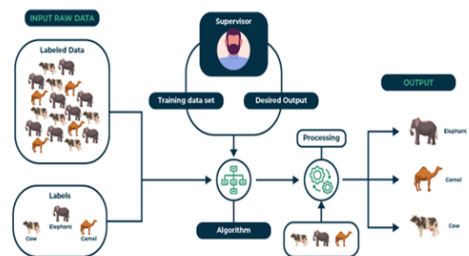 INPUT RAW DATA
Labeled Data
Labels
Elephant
Cow
Camel
Supervisor
Training data set
Desired Output
Algorithm
Processing
OUTPUT
Elephant
Camel
Cow